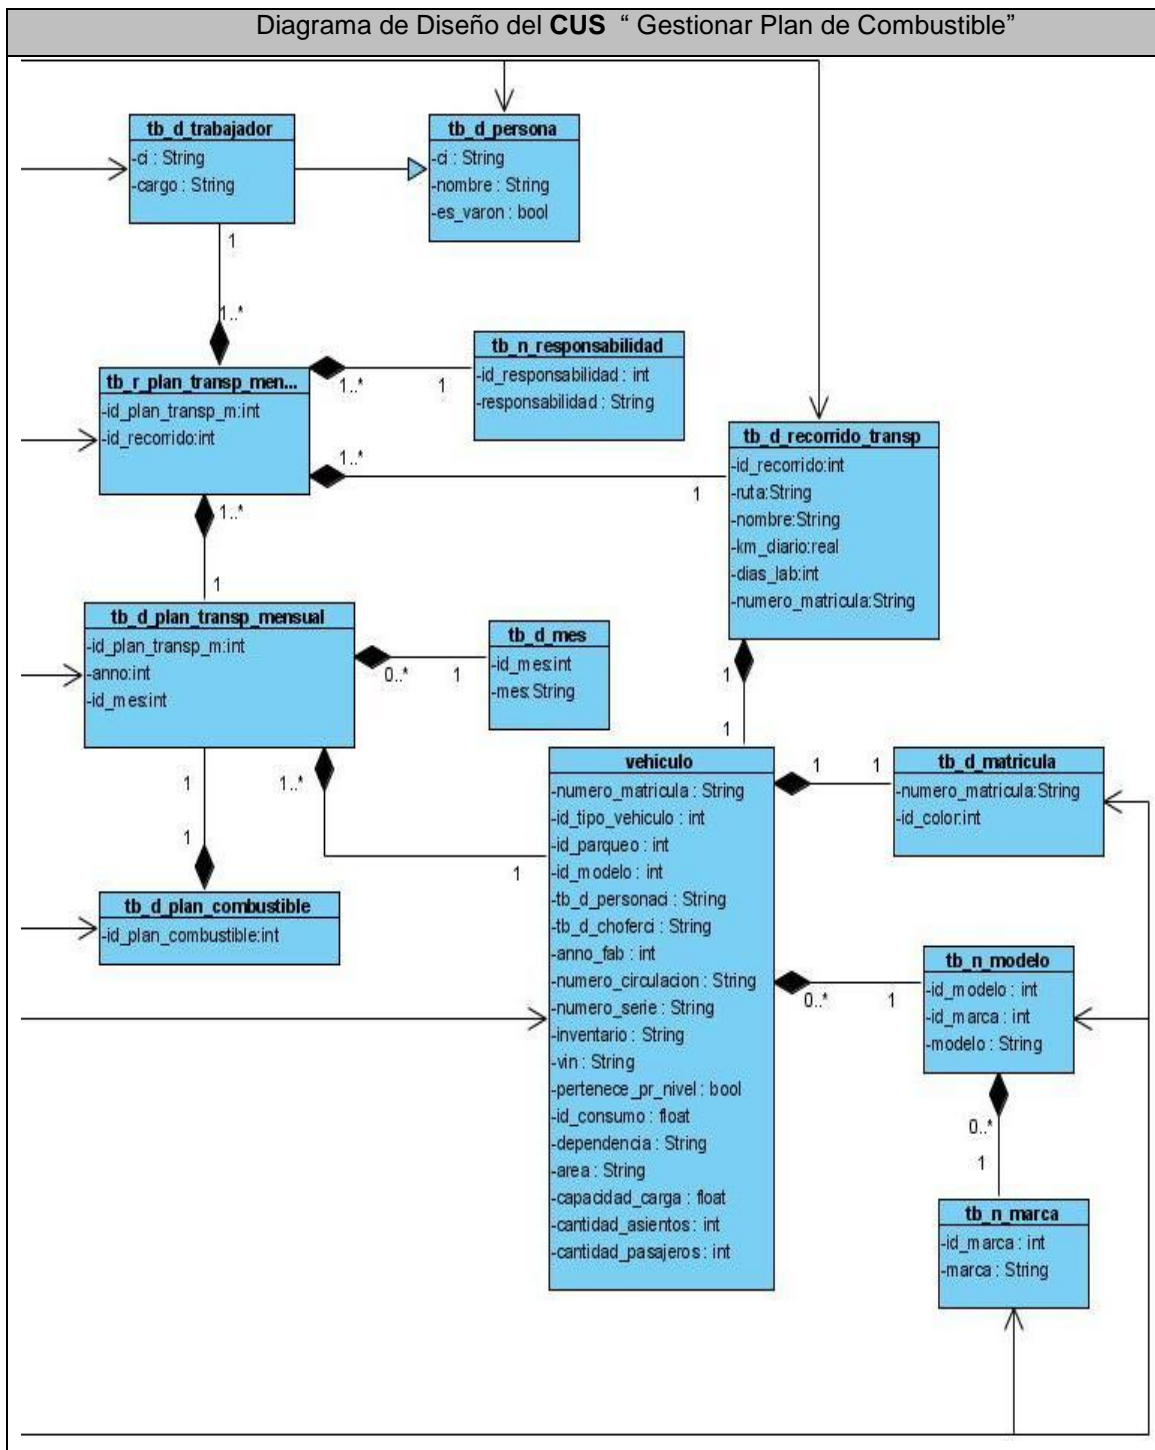 Diagrama de Diseño del CUS “ Gestionar Plan de Combustible”
tb_d_trabajador
-ci : String
-cargo : String
tb_d_persona
-ci : String
-nombre : String
-es_varon : bool
1
1..*
tb_r_plan_transp_men...
-id_plan_transp_m:int
-id_recorrido:int
1..*
1
tb_n_responsabilidad
-id_responsabilidad : int
-responsabilidad : String
1..*
1
tb_d_recorrido_transp
-id_recorrido:int
-ruta:String
-nombre:String
-km_diario:real
-dias_lab:int
-numero_matricula:String
1..*
1
tb_d_plan_transp_mensual
-id_plan_transp_m:int
-anno:int
-id_mes:int
0..*
1
tb_d_mes
-id_mes:int
-mes:String
1
1
1..*
1
1
1
tb_d_plan_combustible
-id_plan_combustible:int
vehiculo
-numero_matricula : String
-id_tipo_vehiculo : int
-id_parqueo : int
-id_modelo : int
-tb_d_personaci : String
-tb_d_choferci : String
-anno_fab : int
-numero_circulacion : String
-numero_serie : String
-inventario : String
-vin : String
-pertenece_pr_nivel : bool
-id_consumo : float
-dependencia : String
-area : String
-capacidad_carga : float
-cantidad_asientos : int
-cantidad_pasajeros : int
1
1
tb_d_matricula
-numero_matricula:String
-id_color:int
0..*
1
tb_n_modelo
-id_modelo : int
-id_marca : int
-modelo : String
0..*
1
tb_n_marca
-id_marca : int
-marca : String